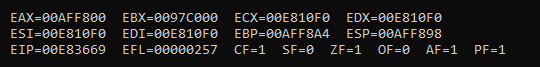 EAX=00AFF800 EBX=0097C000 ECX=00E810F0 EDX=00E810F0
ESI=00E810F0 EDI=00E810F0 EBP=00AFF8A4 ESP=00AFF898
EIP=00E83669 EFL=00000257 CF=1 SF=0 ZF=1 OF=0 AF=1 PF=1